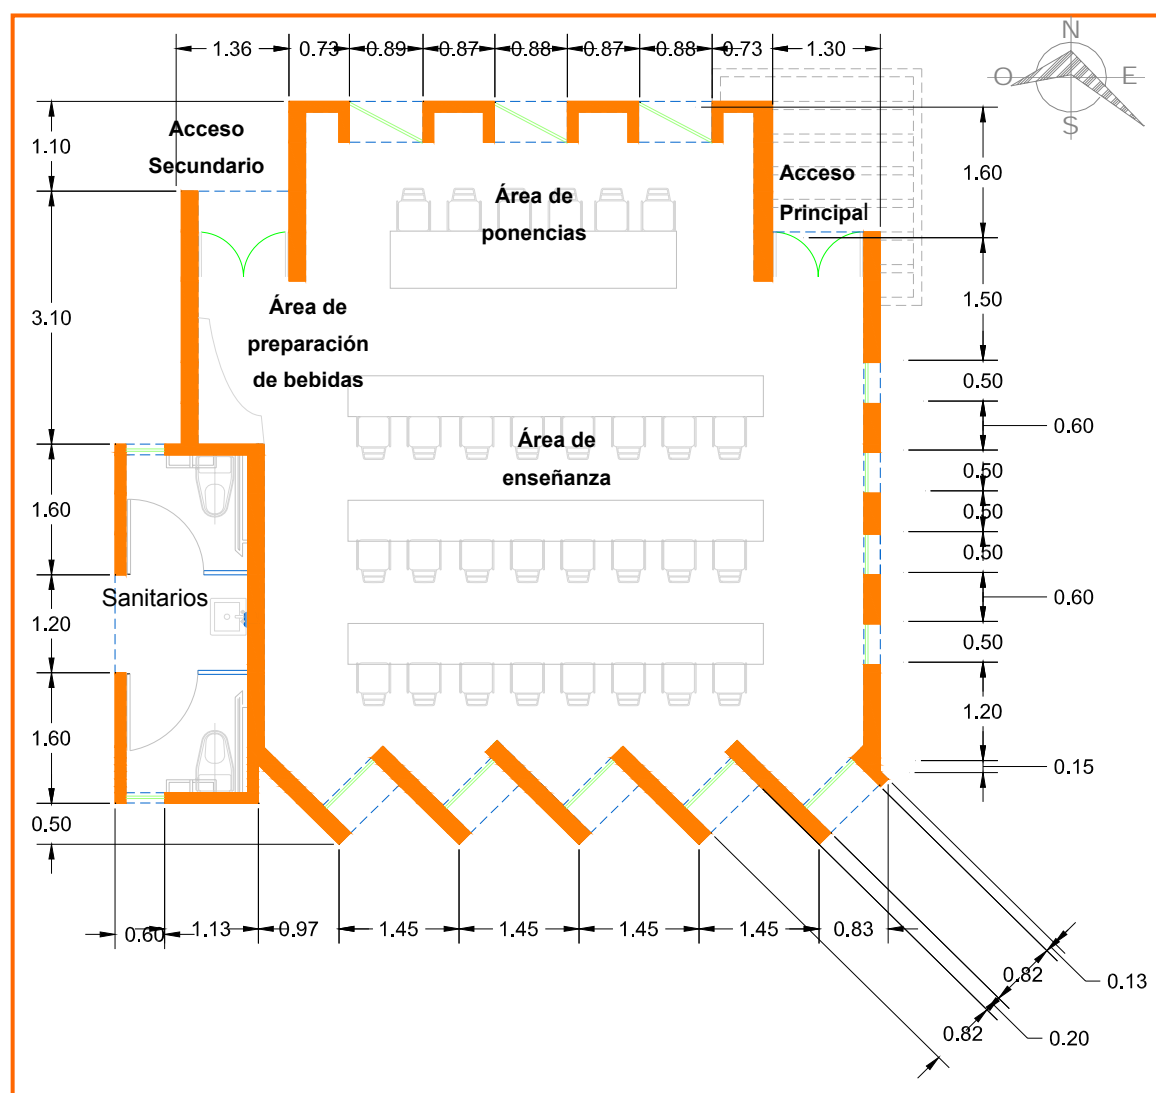 N
O
E
S
1.36
0.73
0.89
0.87
0.88
0.87
0.88
0.73
1.30
1.10
3.10
1.60
1.20
1.60
0.50
Acceso
Secundario
Área de
ponencias
Acceso
Principal
Área de
preparación
de bebidas
Área de
enseñanza
Sanitarios
1.60
1.50
0.50
0.60
0.50
0.50
0.50
0.60
0.50
1.20
0.15
0.60
1.13
0.97
1.45
1.45
1.45
1.45
0.83
0.82
0.13
0.82
0.20